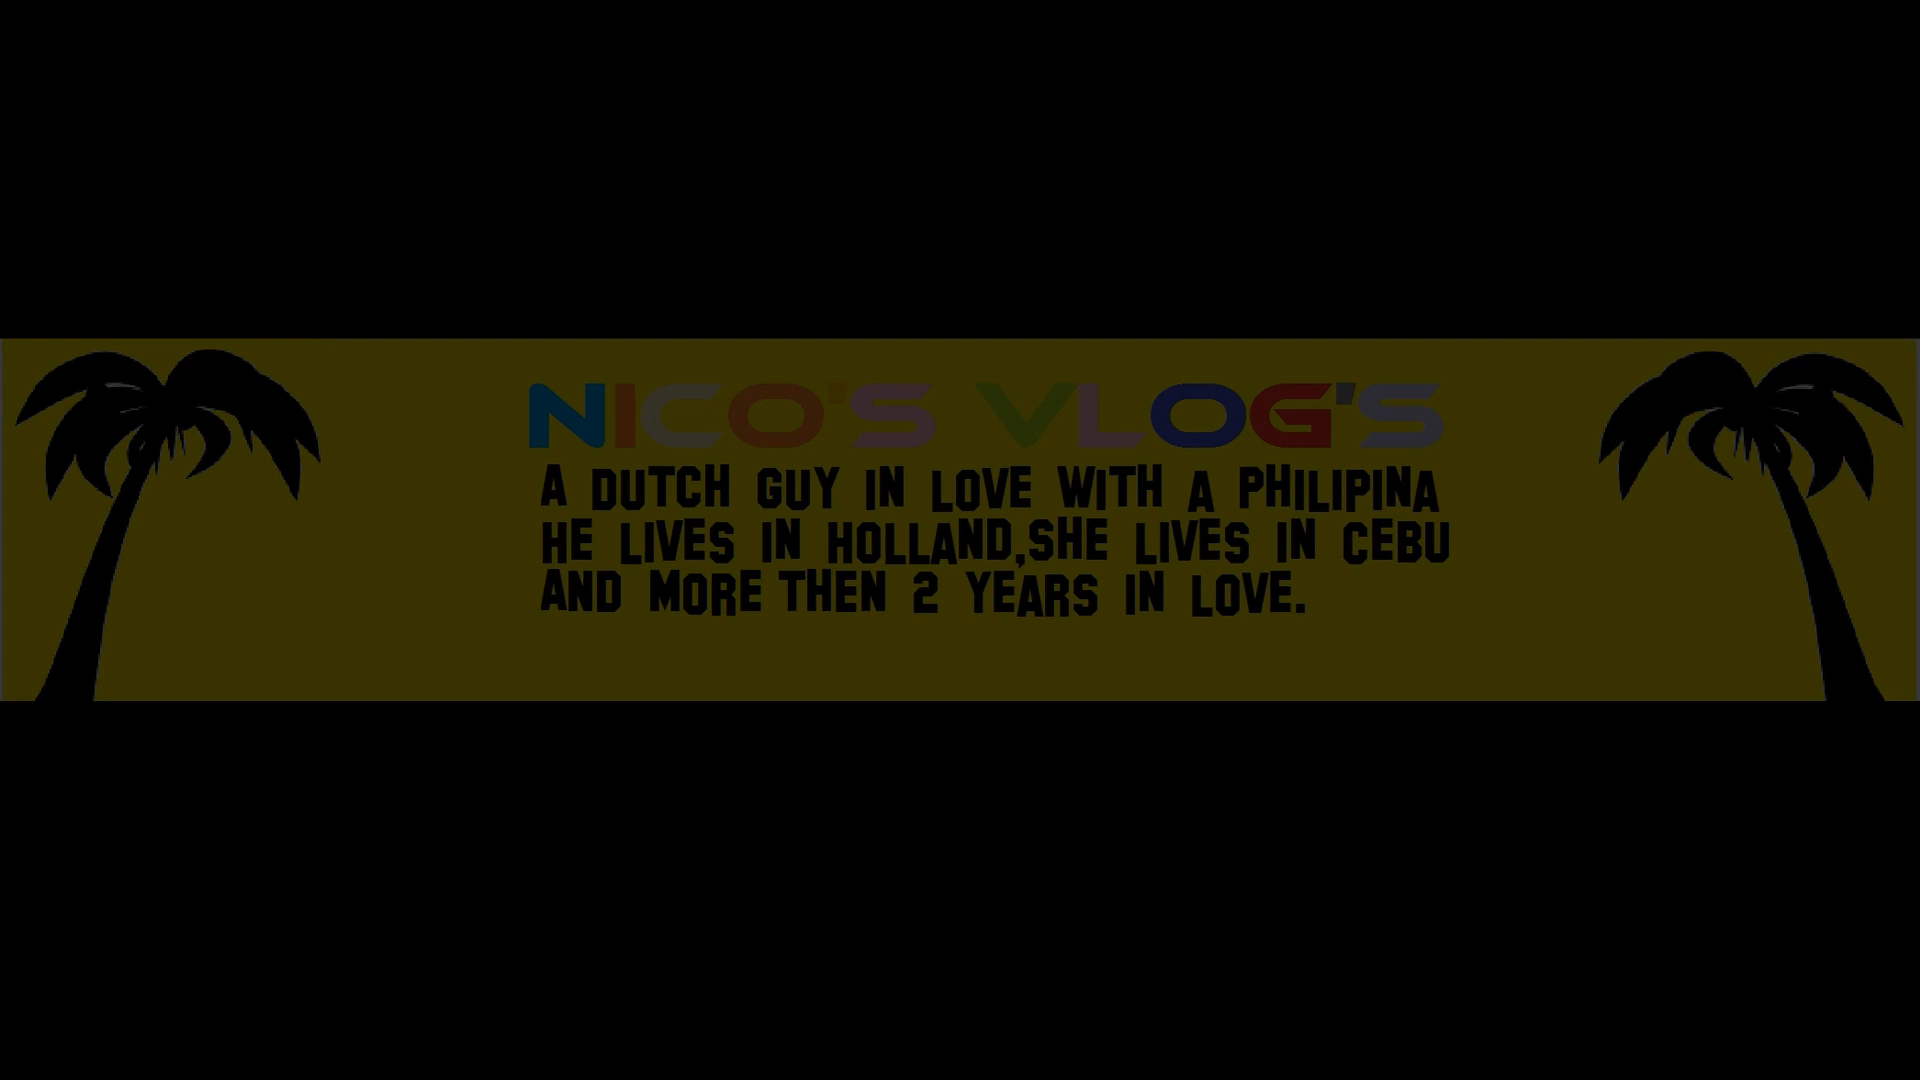 NICO'S VLOG'S
A DUTCH GUY IN LOVE WITH A PHILIPINA
HE LIVES IN HOLLAND,SHE LIVES IN CEBU
AND MORE THEN 2 YEARS IN LOVE.